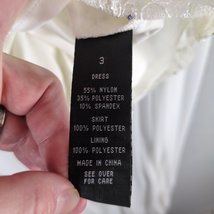 3
DRESS
55% NYLON
35% POLYESTER
10% SPANDEX
SKIRT
100% POLYESTER
LINING
100% POLYESTER
MADE IN CHINA
SEE OVER
FOR CARE